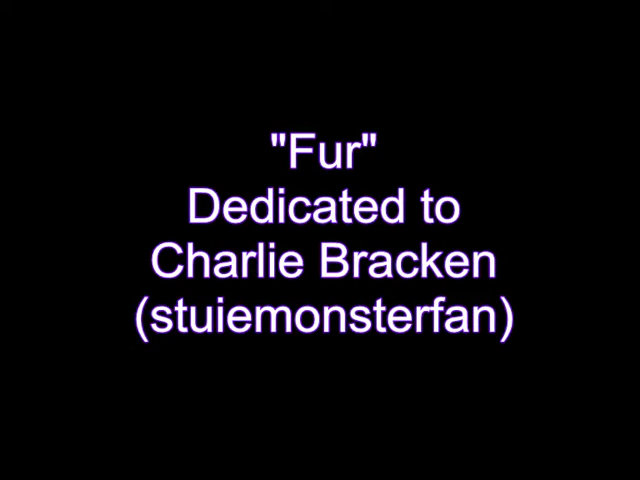 "Fur"
Dedicated to
Charlie Bracken
(stuiemonsterfan)